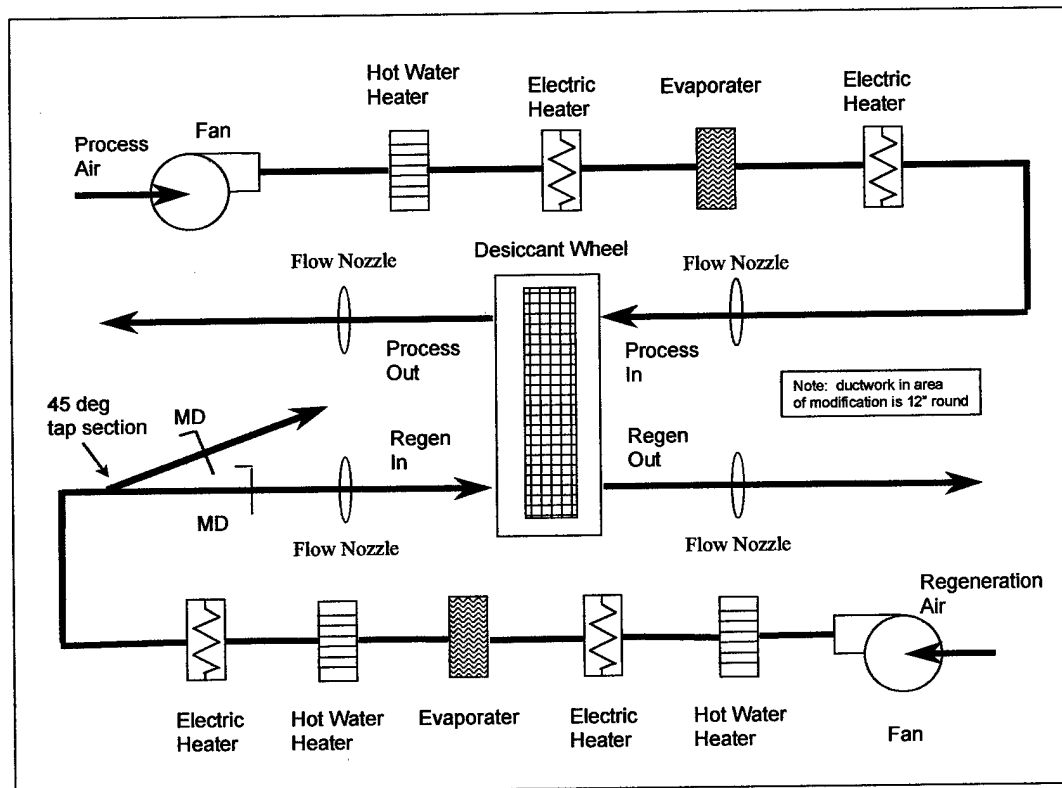 Hot Water
Heater
Electric
Heater
Evaporater
Electric
Heater
Process
Air
Fan
Desiccant Wheel
Flow Nozzle
Flow Nozzle
Process
Out
Process
In
Note: ductwork in area
of modification is 12" round
45 deg
tap section
MD
Regen
In
Regen
Out
MD
Flow Nozzle
Flow Nozzle
Regeneration
Air
Electric
Heater
Hot Water
Heater
Evaporater
Electric
Heater
Hot Water
Heater
Fan